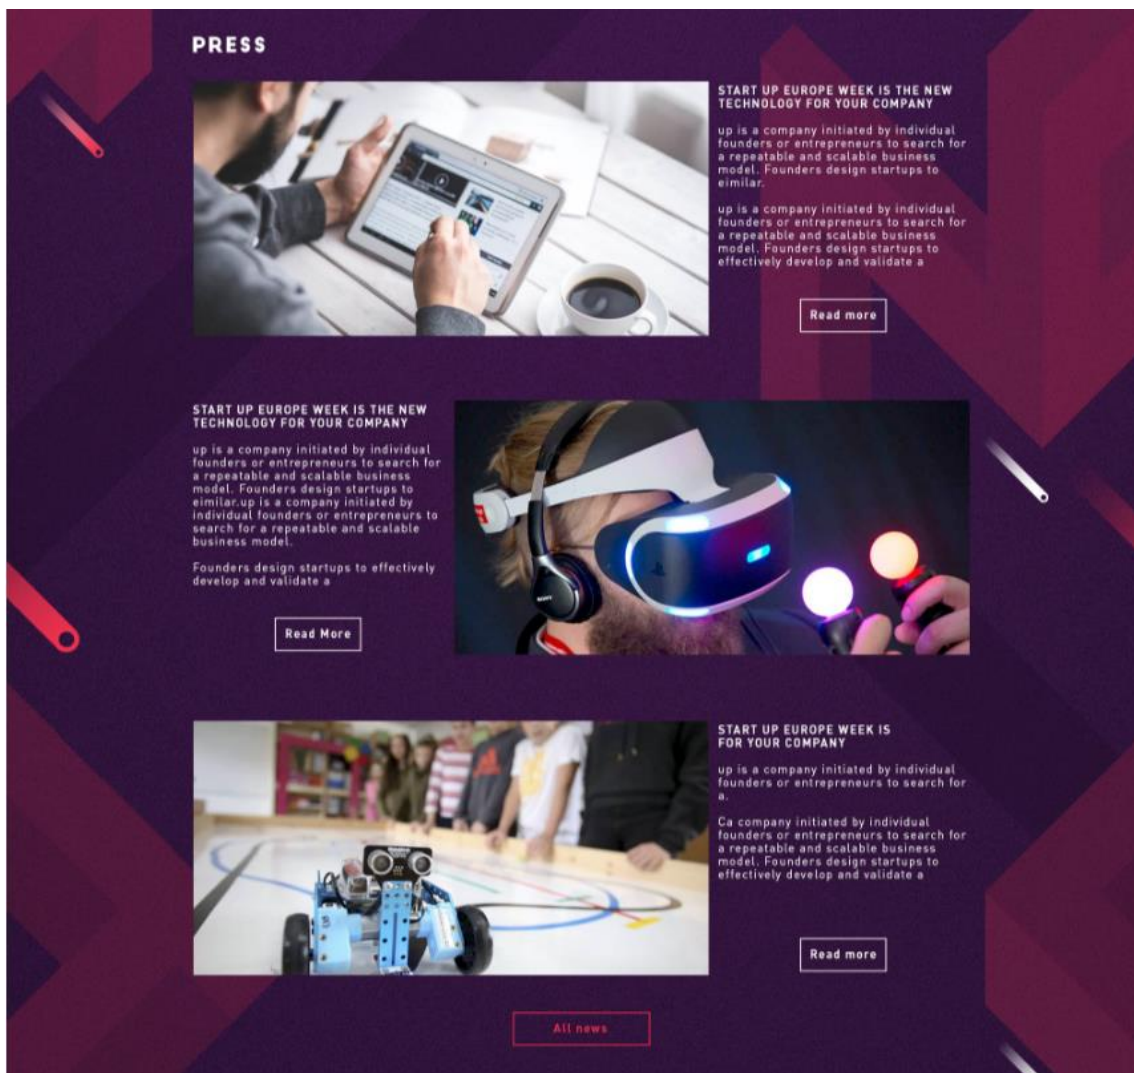 PRESS
START UP EUROPE WEEK IS THE NEW
TECHNOLOGY FOR YOUR COMPANY
up is a company initiated by individual
founders or entrepreneurs to search for
a repeatable and scalable business
model. Founders design startups to
eimilar.
up is a company initiated by individual
founders or entrepreneurs to search for
a repeatable and scalable business
model. Founders design startups to
effectively develop and validate a
Read more
START UP EUROPE WEEK IS THE NEW
TECHNOLOGY FOR YOUR COMPANY
up is a company initiated by individual
founders or entrepreneurs to search for
a repeatable and scalable business
model. Founders design startups to
eimilar.up is a company initiated by
individual founders or entrepreneurs to
search for a repeatable and scalable
business model.
Founders design startups to effectively
develop and validate a
Read More
SONY
START UP EUROPE WEEK IS
FOR YOUR COMPANY
up is a company initiated by individual
founders or entrepreneurs to search for
a.
Ca company initiated by individual
founders or entrepreneurs to search for
a repeatable and scalable business
model. Founders design startups to
effectively develop and validate a
Read more
All news